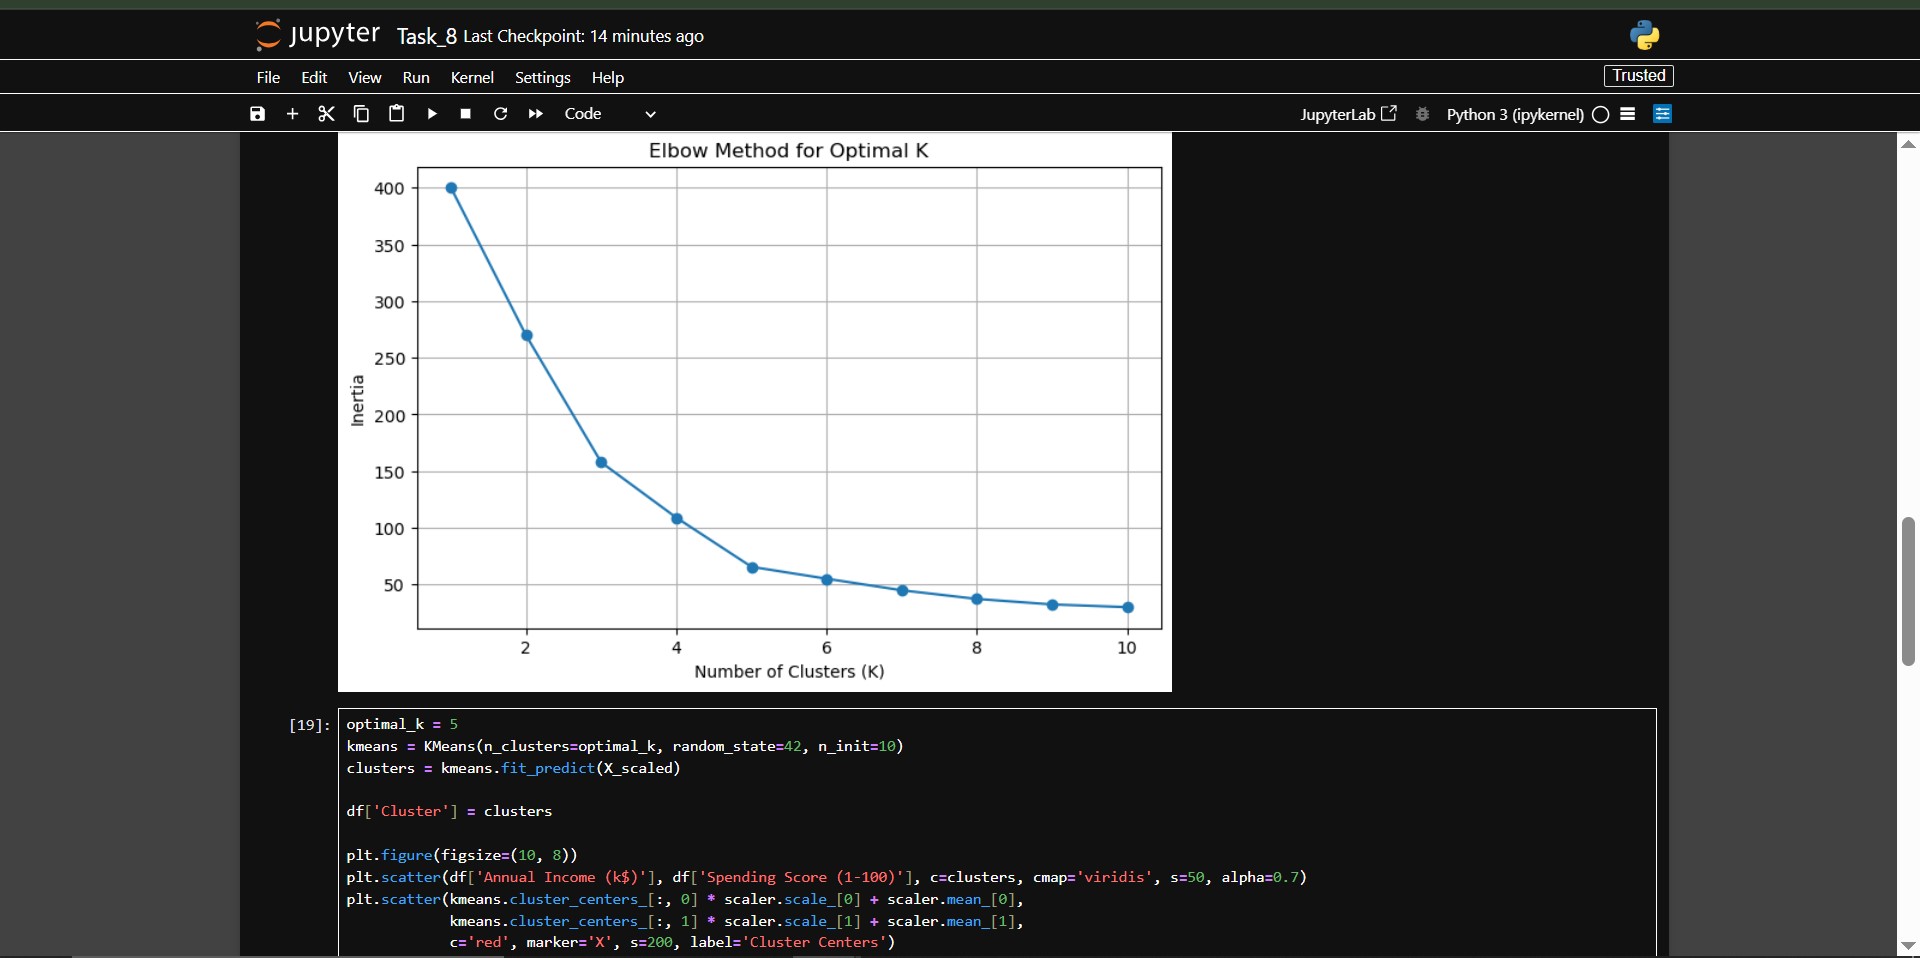 jupyter Task_8 Last Checkpoint: 14 minutes ago
File Edit View Run Kernel Settings Help Trusted
Code JupyterLab Python 3 (ipykernel)
Elbow Method for Optimal K
400
350
300
250
200
150
100
50
Inertia
2 4 6 8 10
Number of Clusters (K)
[19]: optimal_k = 5
kmeans = KMeans(n_clusters=optimal_k, random_state=42, n_init=10)
clusters = kmeans.fit_predict(X_scaled)
df['Cluster'] = clusters
plt.figure(figsize=(10, 8))
plt.scatter(df['Annual Income (k$)'], df['Spending Score (1-100)'], c=clusters, cmap='viridis', s=50, alpha=0.7)
plt.scatter(kmeans.cluster_centers_[:, 0] * scaler.scale_[0] + scaler.mean_[0],
kmeans.cluster_centers_[:, 1] * scaler.scale_[1] + scaler.mean_[1],
c='red', marker='X', s=200, label='Cluster Centers')